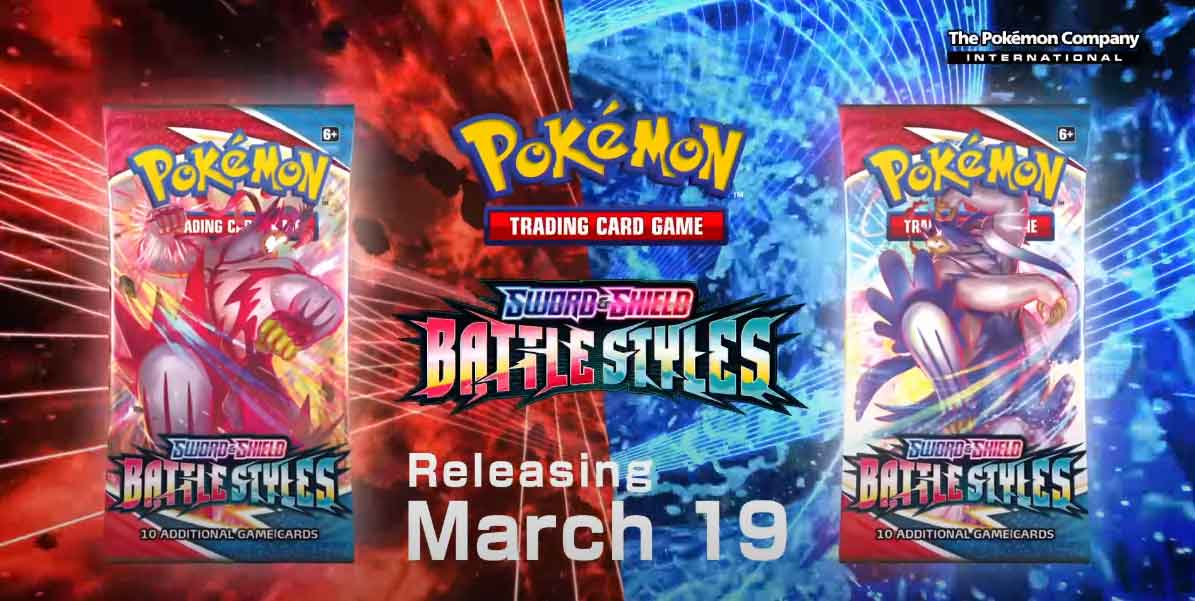 The Pokémon Company
INTERNATIONAL
6+
POKéMON
SWORD & SHIELD
BATTLE STYLES
10 ADDITIONAL GAME CARDS
POKéMON
TM
TRADING CARD GAME
SWORD & SHIELD
BATTLE STYLES
Releasing
March 19
6+
POKéMON
SWORD & SHIELD
BATTLE STYLES
10 ADDITIONAL GAME CARDS